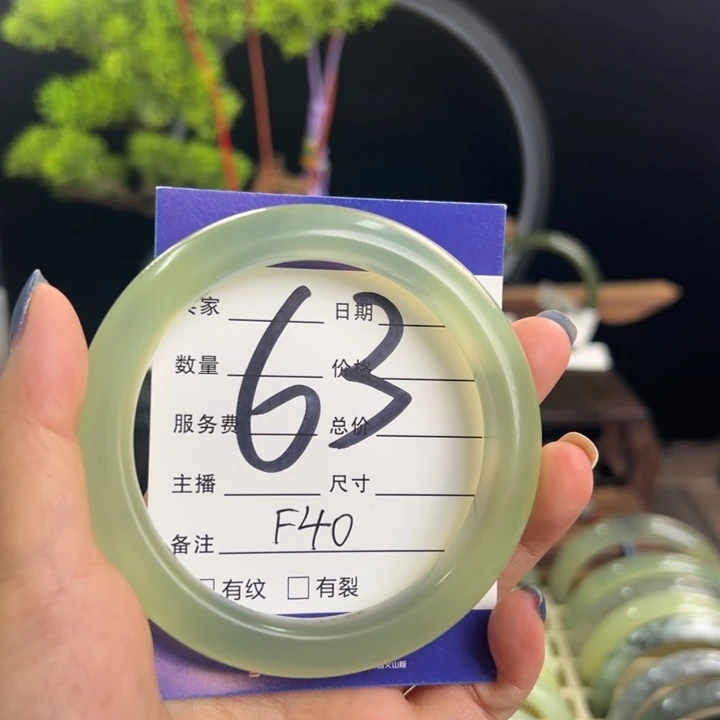 家 日期
63
数量 价格
服务费 总价
主播 尺寸
备注 F40
有纹 有裂